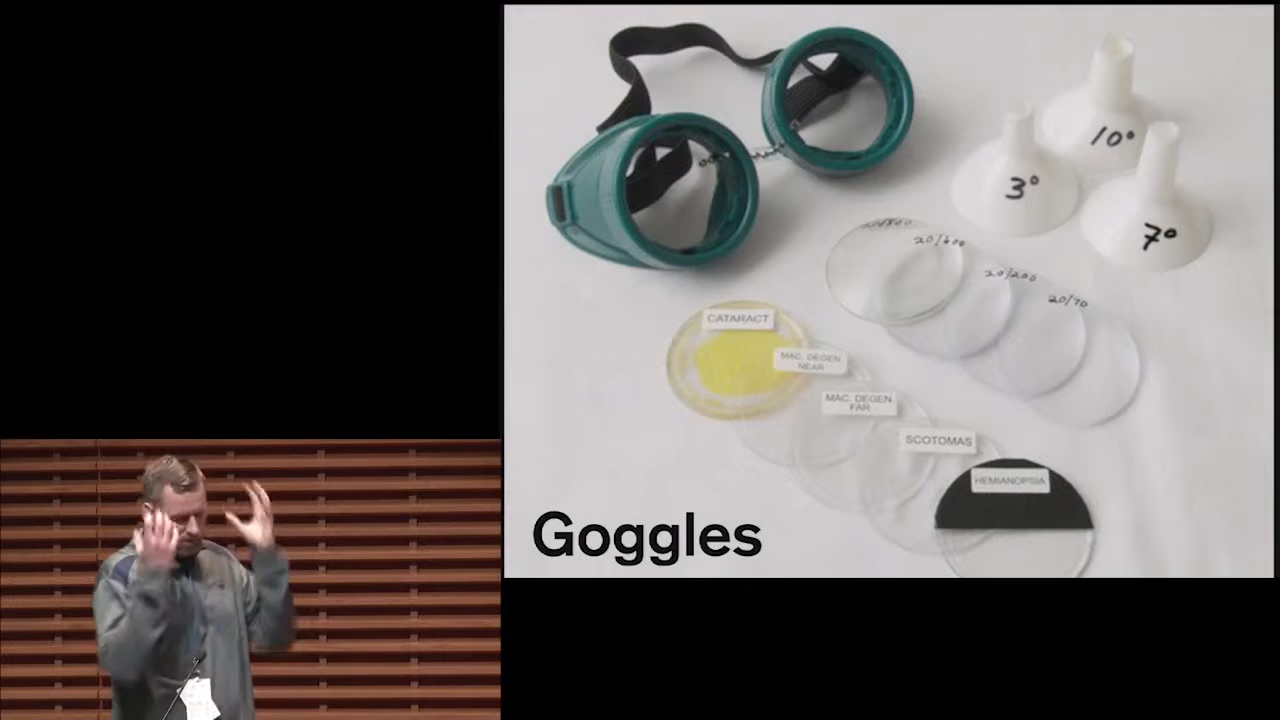 10°
3°
7°
20/600
20/200
20/70
CATARACT
MAC. DEGEN
NEAR
MAC. DEGEN
FAR
SCOTOMAS
HEMIANOPSIA
Goggles